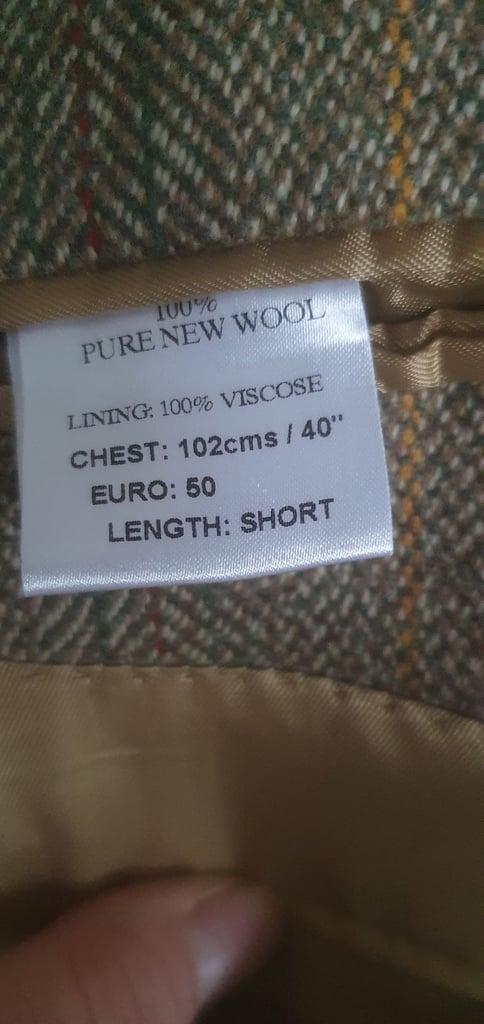 100%
PURE NEW WOOL
LINING: 100% VISCOSE
CHEST: 102cms / 40"
EURO: 50
LENGTH: SHORT